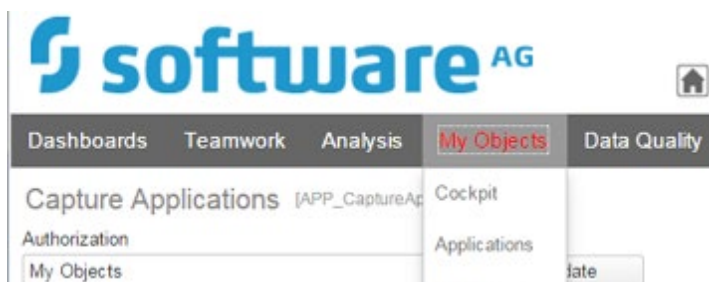 software AG
Dashboards Teamwork Analysis My Objects Data Quality
Capture Applications Cockpit
Authorization Applications
My Objects